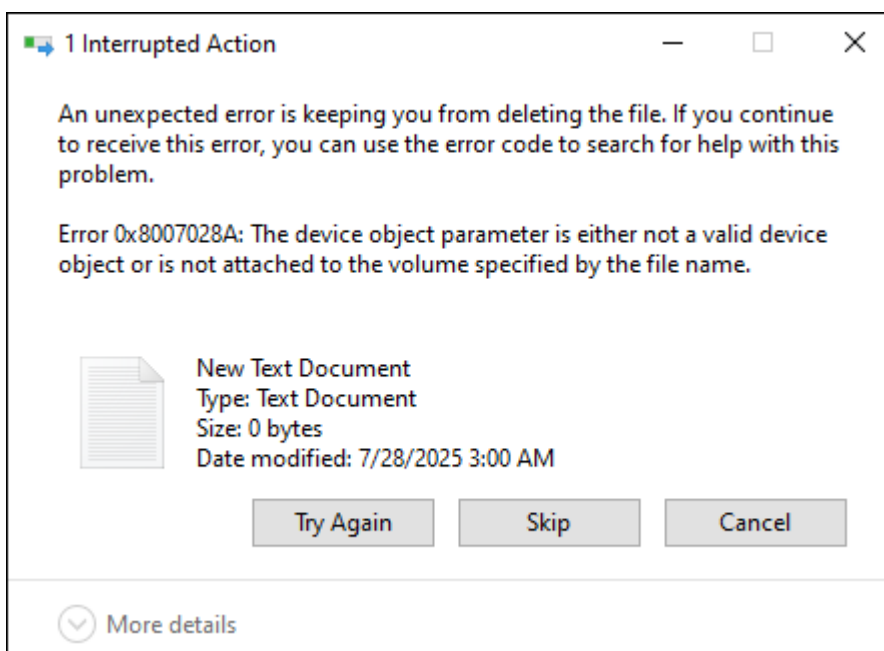 1 Interrupted Action
An unexpected error is keeping you from deleting the file. If you continue
to receive this error, you can use the error code to search for help with this
problem.
Error 0x8007028A: The device object parameter is either not a valid device
object or is not attached to the volume specified by the file name.
New Text Document
Type: Text Document
Size: 0 bytes
Date modified: 7/28/2025 3:00 AM
Try Again Skip Cancel
More details